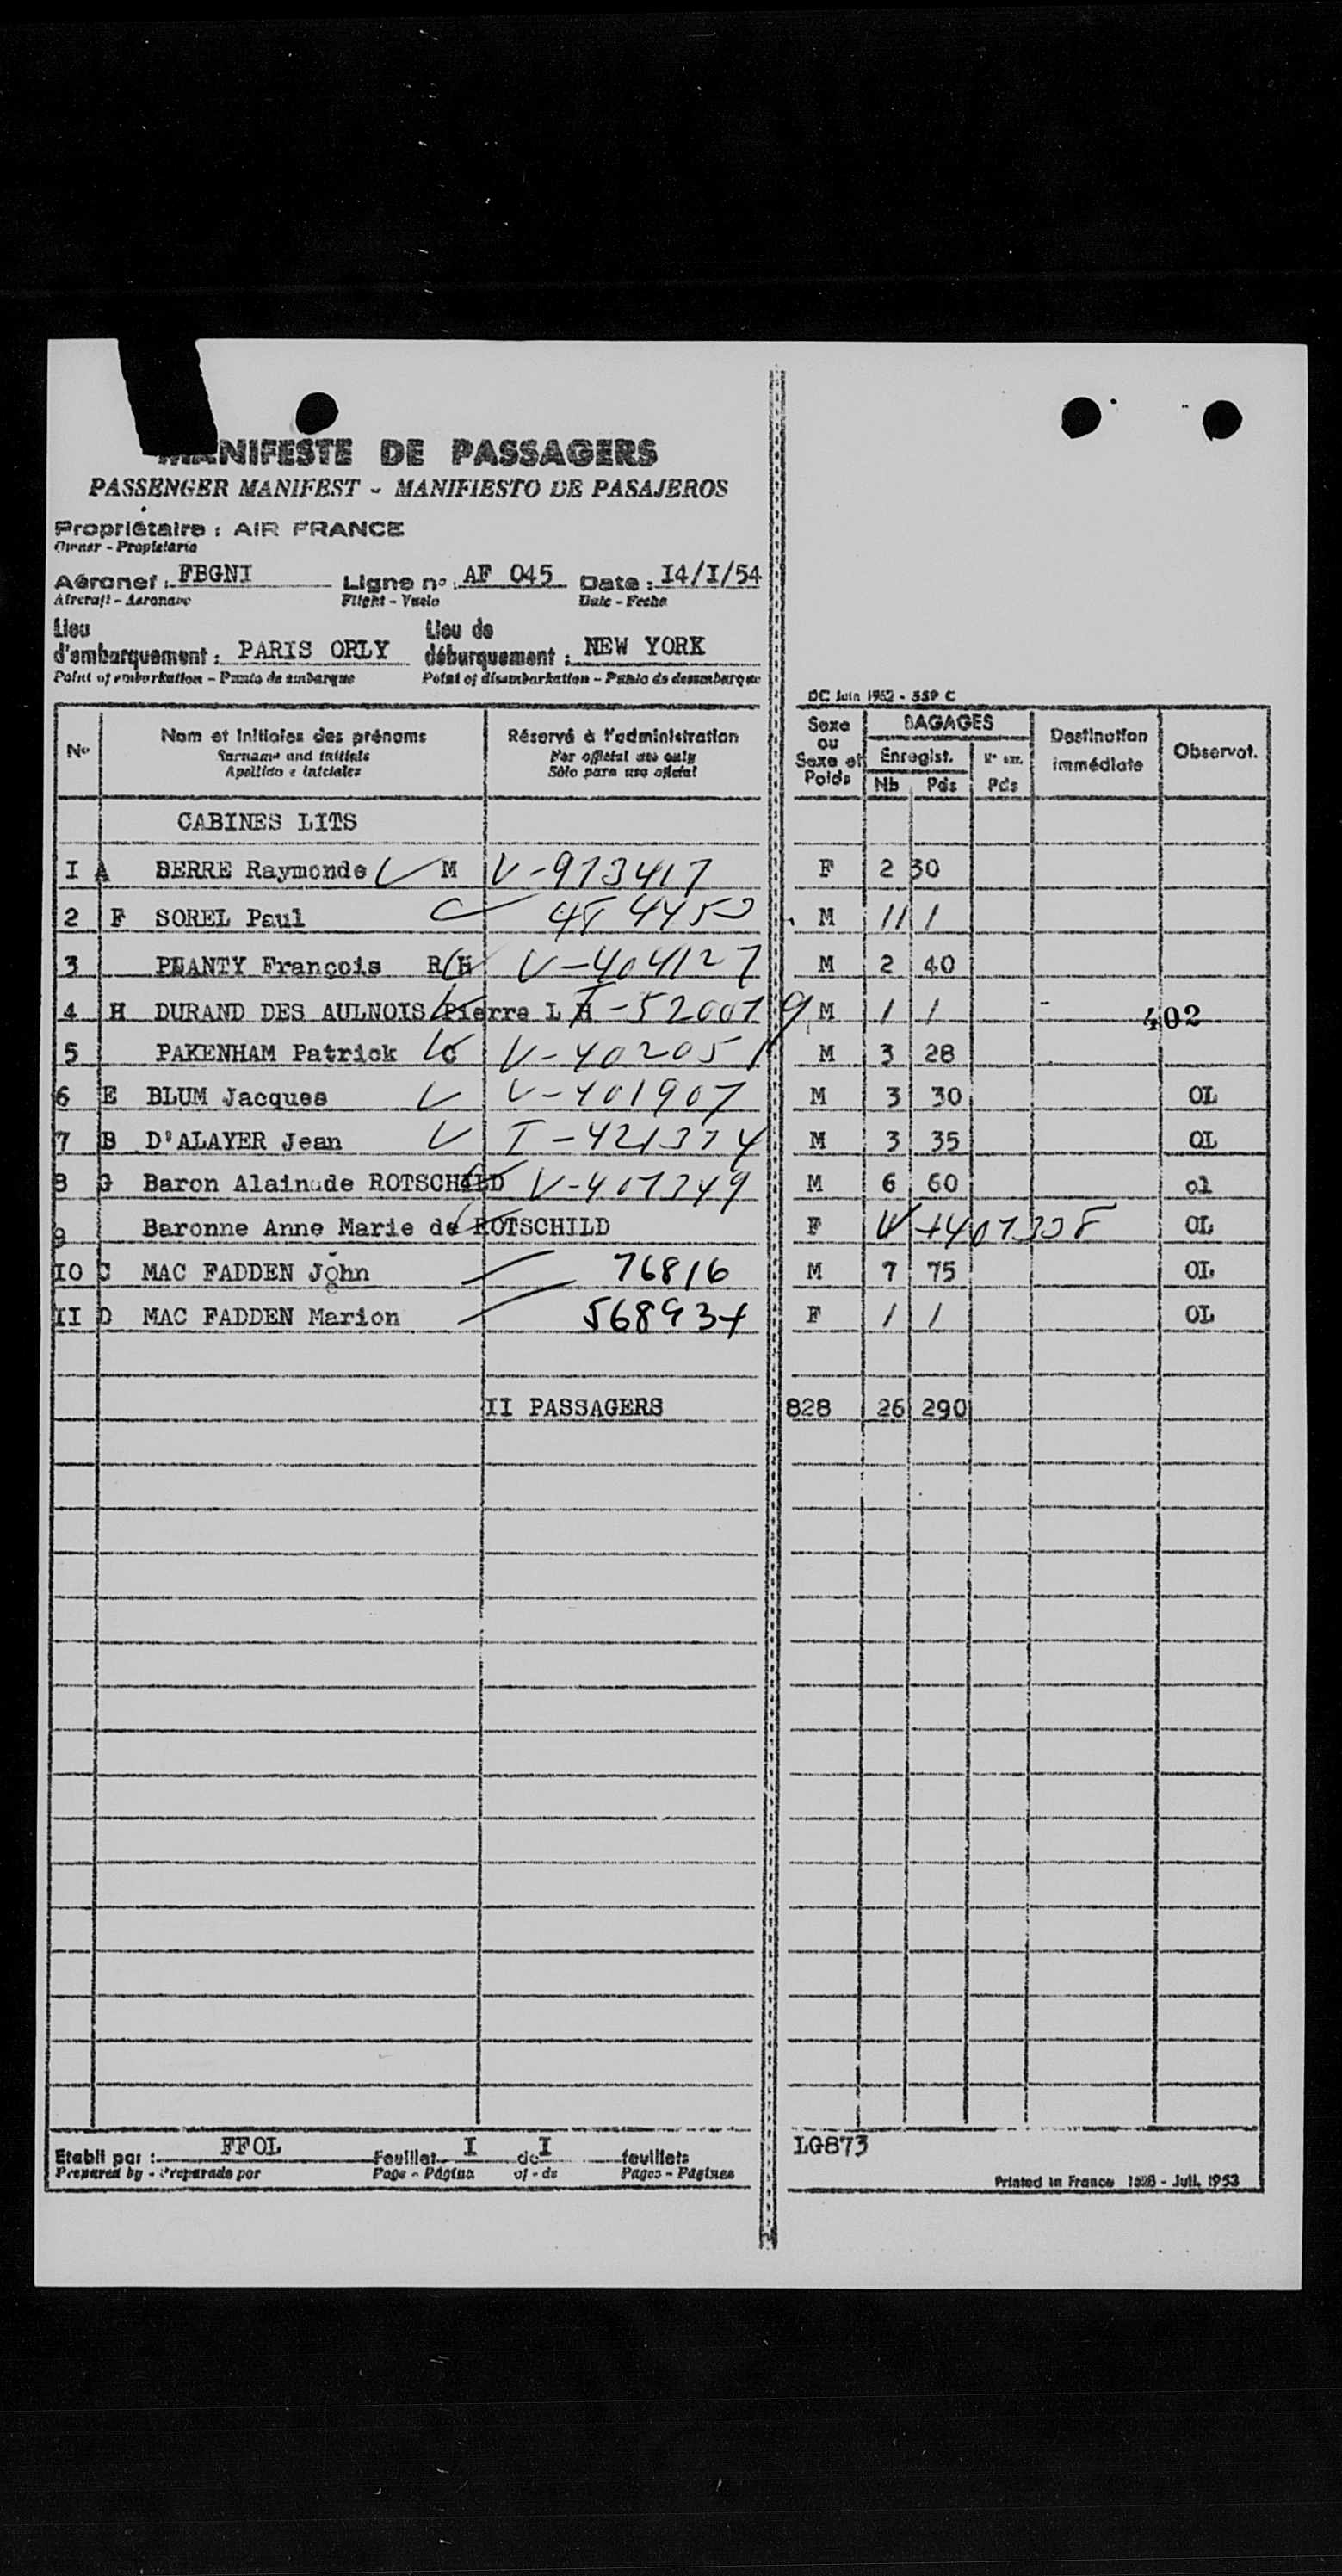 MANIFESTE DE PASSAGERS
PASSENGER MANIFEST - MANIFIESTO DE PASAJEROS
Propriétaire : AIR FRANCE
Owner - Propietario
Aéronef : FBGNI Ligne n° : AF 045 Date : I4/I/54
Aircraft - Aeronave Flight - Vuelo Date - Fecha
Lieu d'embarquement : PARIS ORLY Lieu de débarquement : NEW YORK
Point of embarkation - Punto de embarque Point of disembarkation - Punto de desembarque
DC Juin 1952 - 559 C
N° Nom et initiales des prénoms Réservé à l'administration Sexe ou Sexe et Poids BAGAGES Destination immédiate Observat.
Surname and initials For official use only Enregist.
Apellido e iniciales Sólo para uso oficial Nb Pds Pds
CABINES LITS
I A BERRE Raymonde M V-973417 F 2 30
2 F SOREL Paul M / /
3 François R H V-404127 M 2 40
4 H DURAND DES AULNOIS Pierre L H T-520079 M / / 402
5 PAKENHAM Patrick C V-402051 M 3 28
6 E BLUM Jacques V-401907 M 3 30 OL
7 B D'ALAYER Jean T-421374 M 3 35 OL
8 G Baron Alain de ROTSCHILD V-407349 M 6 60 ol
9 Baronne Anne Marie de ROTSCHILD F OL
IO C MAC FADDEN John 76816 M 7 75 OL
II D MAC FADDEN Marion 568934 F / / OL
II PASSAGERS 828 26 290
Etabli par : FFOL Feuillet I de I feuillets LG873
Prepared by - Preparado por Page - Página of - de Pages - Páginas
Printed in France - Juil. 1953